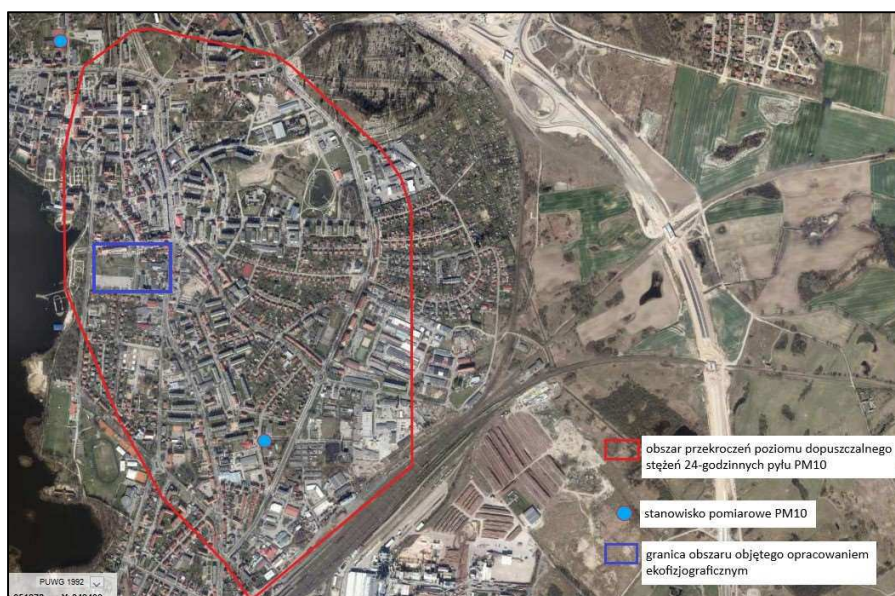 obszar przekroczeń poziomu dopuszczalnego
stężeń 24-godzinnych pyłu PM10
stanowisko pomiarowe PM10
granica obszaru objętego opracowaniem
ekofizjograficznym
PUWG 1992